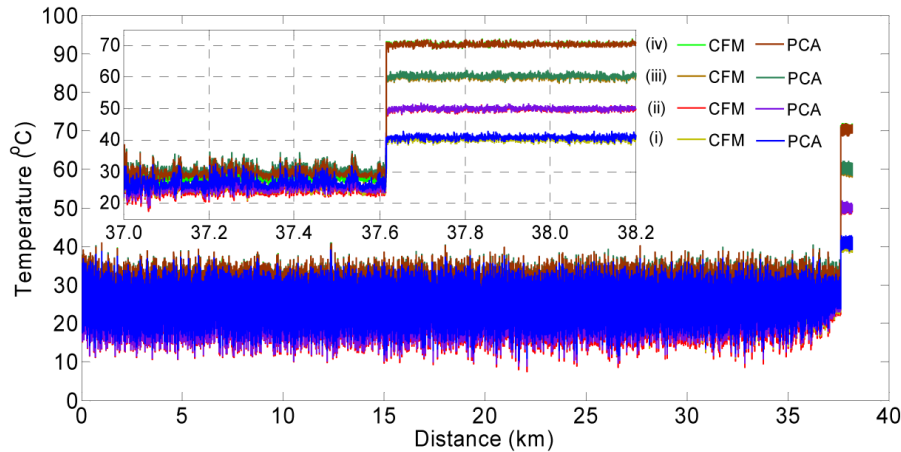 100
90
80
70
60
50
40
30
20
10
0
Temperature (⁰C)
70
60
50
40
30
20
37.0 37.2 37.4 37.6 37.8 38.0 38.2
(iv) CFM PCA
(iii) CFM PCA
(ii) CFM PCA
(i) CFM PCA
0 5 10 15 20 25 30 35 40
Distance (km)